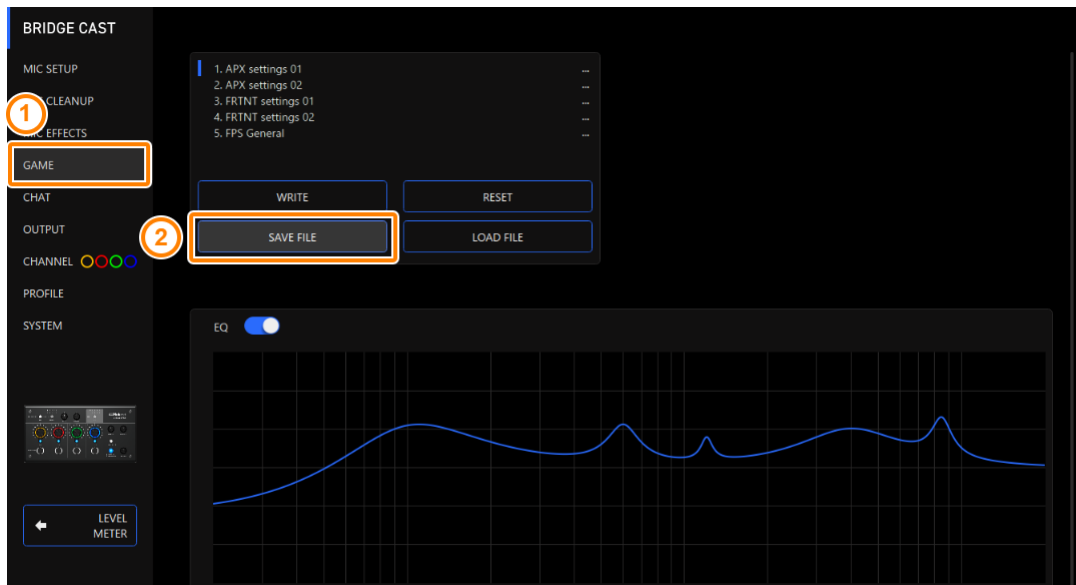 BRIDGE CAST
MIC SETUP
CLEANUP
1
MIC EFFECTS
GAME
CHAT
OUTPUT
CHANNEL
PROFILE
SYSTEM
LEVEL
METER
1. APX settings 01 ...
2. APX settings 02 ...
3. FRTNT settings 01 ...
4. FRTNT settings 02 ...
5. FPS General ...
WRITE
RESET
2
SAVE FILE
LOAD FILE
EQ